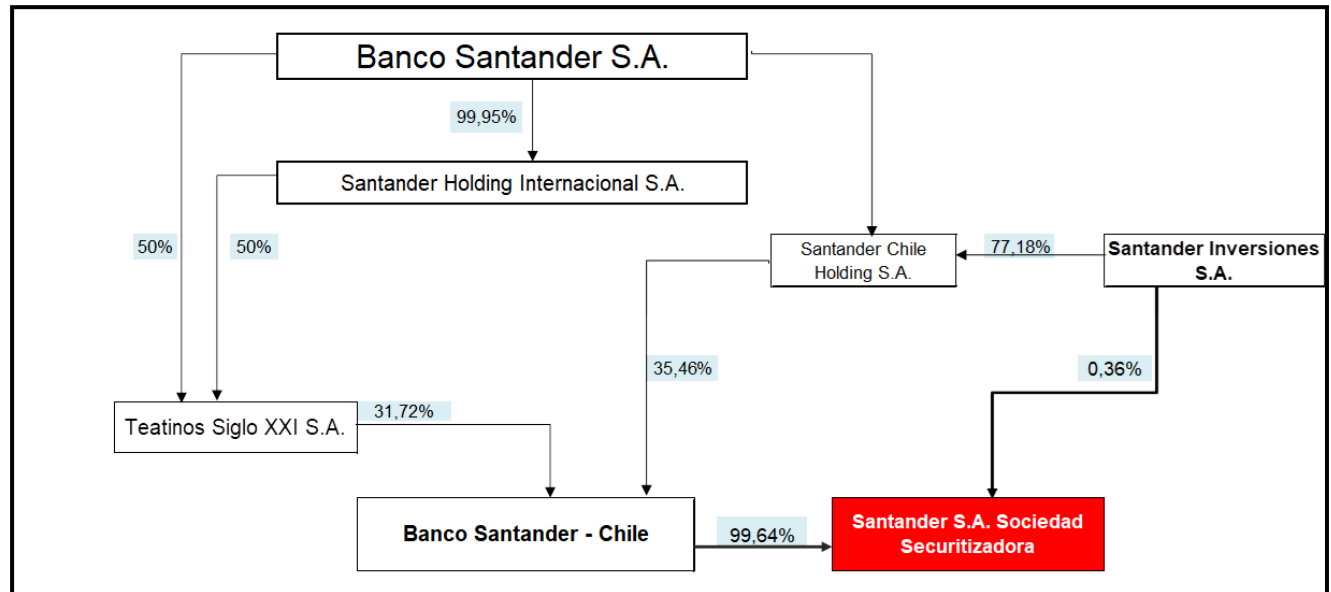 Banco Santander S.A.
99,95%
Santander Holding Internacional S.A.
50%
50%
Santander Chile
Holding S.A.
77,18%
Santander Inversiones
S.A.
35,46%
0,36%
Teatinos Siglo XXI S.A.
31,72%
Banco Santander - Chile
99,64%
Santander S.A. Sociedad
Securitizadora